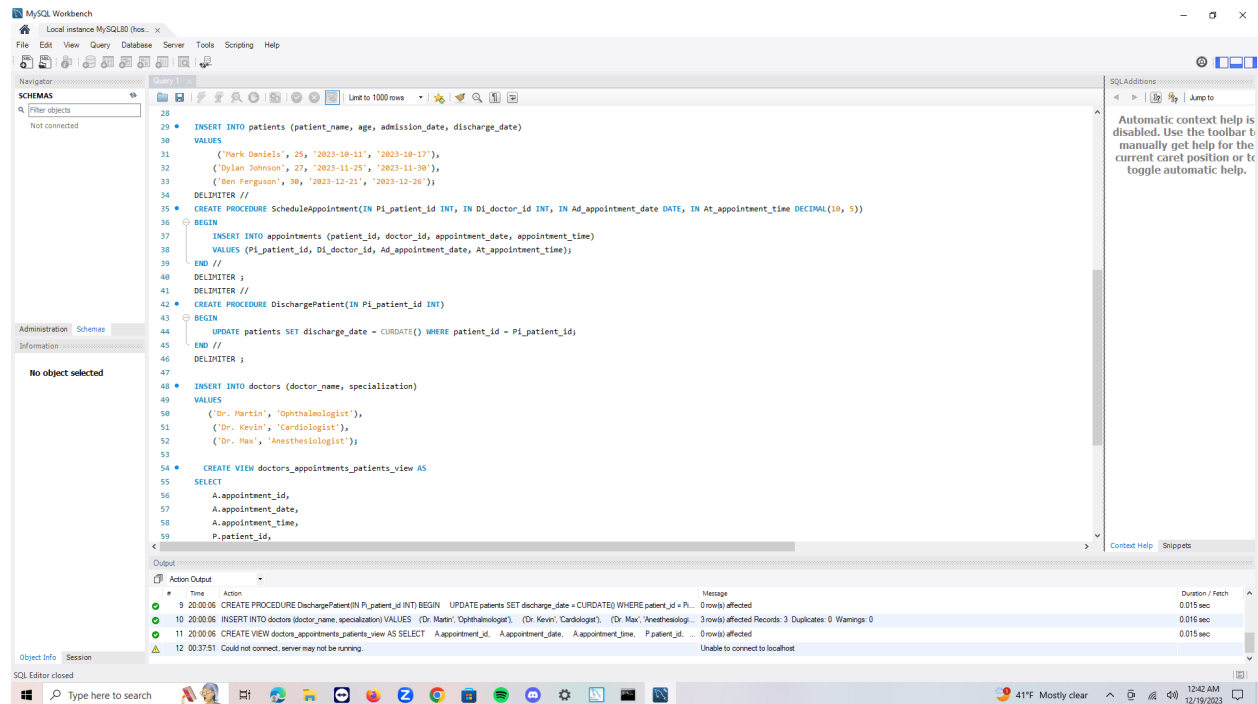 MySQL Workbench
Local instance MySQL80 (hos... x
File Edit View Query Database Server Tools Scripting Help
Navigator
SCHEMAS
Filter objects
Not connected
Administration Schemas
Information
No object selected
Object Info Session
Query 1
Limit to 1000 rows
28
29 INSERT INTO patients (patient_name, age, admission_date, discharge_date)
30 VALUES
31 ('Mark Daniels', 25, '2023-10-11', '2023-10-17'),
32 ('Dylan Johnson', 27, '2023-11-25', '2023-11-30'),
33 ('Ben Ferguson', 30, '2023-12-21', '2023-12-26');
34 DELIMITER //
35 CREATE PROCEDURE ScheduleAppointment(IN Pi_patient_id INT, IN Di_doctor_id INT, IN Ad_appointment_date DATE, IN At_appointment_time DECIMAL(10, 5))
36 BEGIN
37 INSERT INTO appointments (patient_id, doctor_id, appointment_date, appointment_time)
38 VALUES (Pi_patient_id, Di_doctor_id, Ad_appointment_date, At_appointment_time);
39 END //
40 DELIMITER ;
41 DELIMITER //
42 CREATE PROCEDURE DischargePatient(IN Pi_patient_id INT)
43 BEGIN
44 UPDATE patients SET discharge_date = CURDATE() WHERE patient_id = Pi_patient_id;
45 END //
46 DELIMITER ;
47
48 INSERT INTO doctors (doctor_name, specialization)
49 VALUES
50 ('Dr. Martin', 'Ophthalmologist'),
51 ('Dr. Kevin', 'Cardiologist'),
52 ('Dr. Max', 'Anesthesiologist');
53
54 CREATE VIEW doctors_appointments_patients_view AS
55 SELECT
56 A.appointment_id,
57 A.appointment_date,
58 A.appointment_time,
59 P.patient_id,
SQLAdditions
Jump to
Automatic context help is
disabled. Use the toolbar to
manually get help for the
current caret position or to
toggle automatic help.
Context Help Snippets
Output
Action Output
# Time Action Message Duration / Fetch
9 20:00:06 CREATE PROCEDURE DischargePatient(IN Pi_patient_id INT) BEGIN UPDATE patients SET discharge_date = CURDATE() WHERE patient_id = Pi... 0 row(s) affected 0.015 sec
10 20:00:06 INSERT INTO doctors (doctor_name, specialization) VALUES ('Dr. Martin', 'Ophthalmologist'), ('Dr. Kevin', 'Cardiologist'), ('Dr. Max', 'Anesthesiologi... 3 row(s) affected Records: 3 Duplicates: 0 Warnings: 0 0.016 sec
11 20:00:06 CREATE VIEW doctors_appointments_patients_view AS SELECT A.appointment_id, A.appointment_date, A.appointment_time, P.patient_id, ... 0 row(s) affected 0.015 sec
12 00:37:51 Could not connect, server may not be running. Unable to connect to localhost
SQL Editor closed
Type here to search
41°F Mostly clear
12:42 AM
12/19/2023